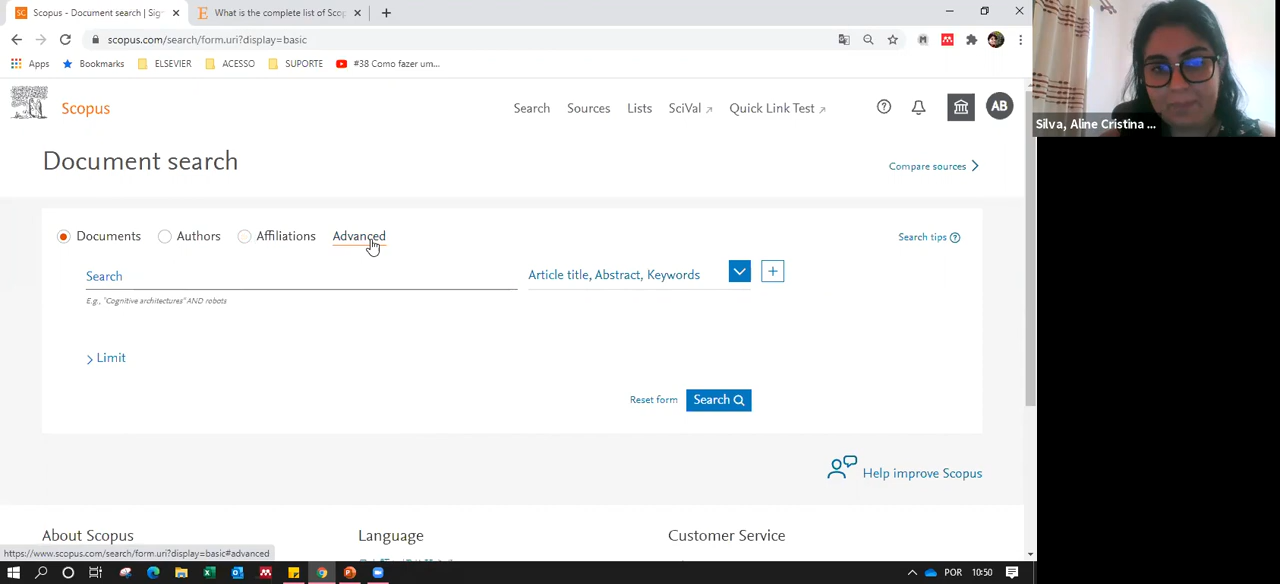 Scopus - Document search | Sig
What is the complete list of Scop
scopus.com/search/form.uri?display=basic
Apps Bookmarks ELSEVIER ACESSO SUPORTE #38 Como fazer um...
Scopus
Search Sources Lists SciVal Quick Link Test
AB
Silva, Aline Cristina ...
Document search
Compare sources
Documents Authors Affiliations Advanced
Search tips
Search
Article title, Abstract, Keywords
E.g., "Cognitive architectures" AND robots
Limit
Reset form
Search
Help improve Scopus
About Scopus
Language
Customer Service
https://www.scopus.com/search/form.uri?display=basic#advanced
POR 10:50